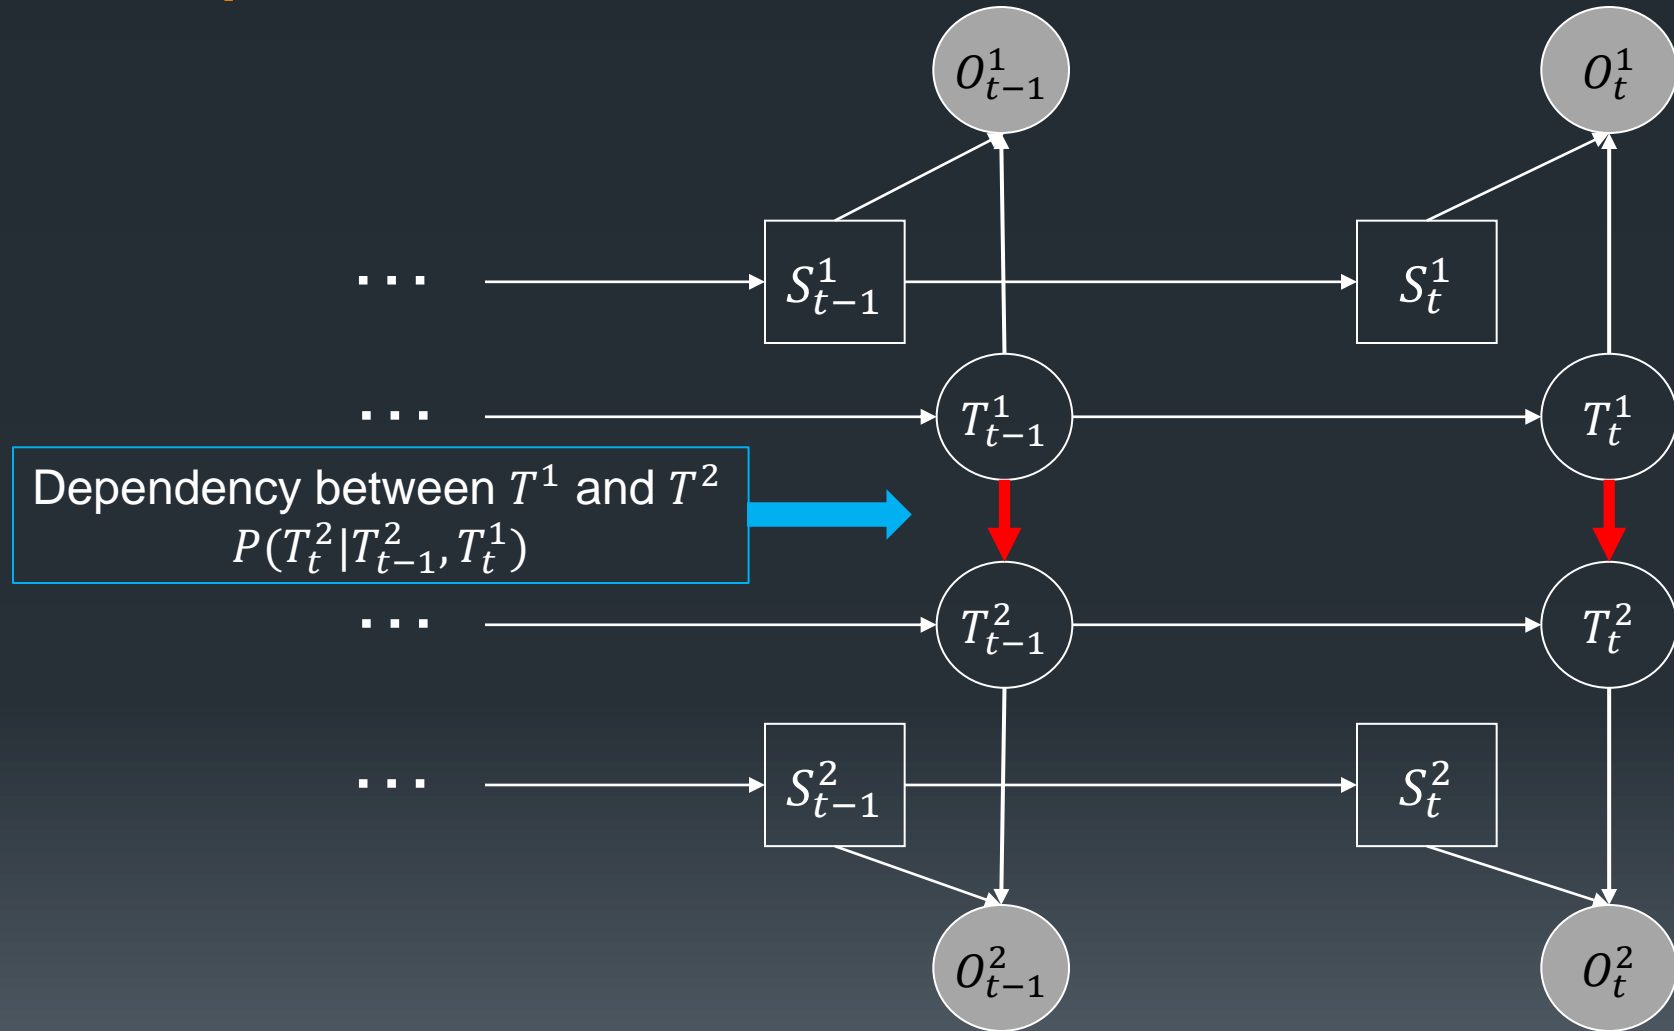 O^1_{t-1} O^1_t
... S^1_{t-1} S^1_t
... T^1_{t-1} T^1_t
Dependency between T^1 and T^2
P(T^2_t|T^2_{t-1}, T^1_t)
... T^2_{t-1} T^2_t
... S^2_{t-1} S^2_t
O^2_{t-1} O^2_t